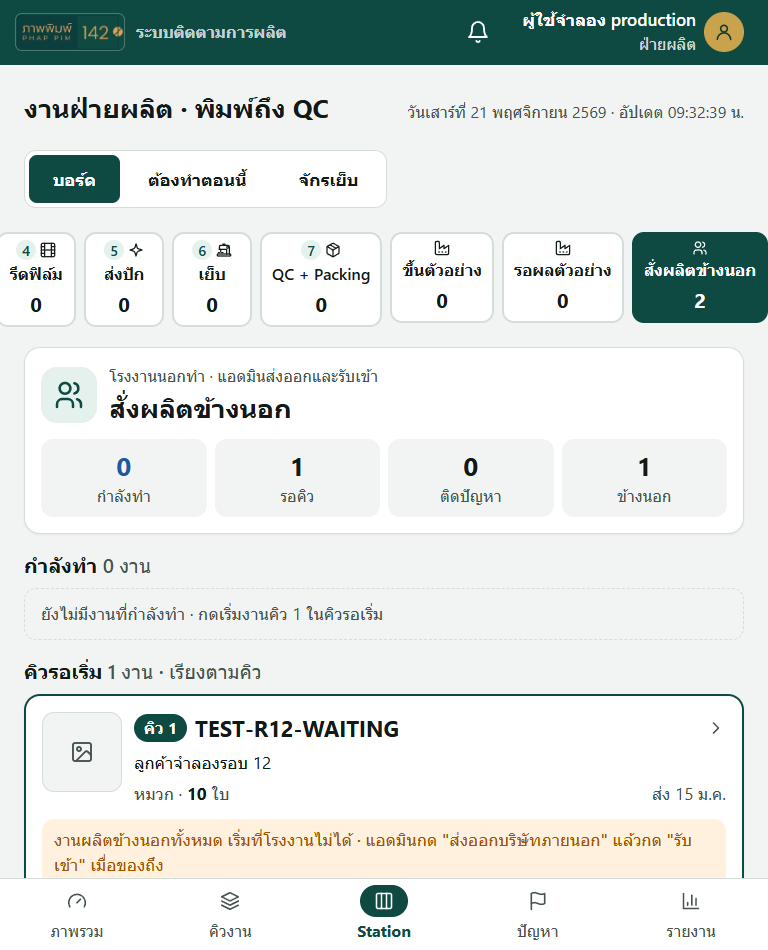 ภาพพิมพ์
PHAP PIM
142
ระบบติดตามการผลิต
ผู้ใช้จำลอง production
ฝ่ายผลิต
งานฝ่ายผลิต · พิมพ์ถึง QC
วันเสาร์ที่ 21 พฤศจิกายน 2569 · อัปเดต 09:32:39 น.
บอร์ด
ต้องทำตอนนี้
จักรเย็บ
4
รีดฟิล์ม
0
5
ส่งปัก
0
6
เย็บ
0
7
QC + Packing
0
ขึ้นตัวอย่าง
0
รอผลตัวอย่าง
0
สั่งผลิตข้างนอก
2
โรงงานนอกทำ · แอดมินส่งออกและรับเข้า
สั่งผลิตข้างนอก
0
กำลังทำ
1
รอคิว
0
ติดปัญหา
1
ข้างนอก
กำลังทำ 0 งาน
ยังไม่มีงานที่กำลังทำ · กดเริ่มงานคิว 1 ในคิวรอเริ่ม
คิวรอเริ่ม 1 งาน · เรียงตามคิว
คิว 1 TEST-R12-WAITING
ลูกค้าจำลองรอบ 12
หมวก · 10 ใบ
ส่ง 15 ม.ค.
งานผลิตข้างนอกทั้งหมด เริ่มที่โรงงานไม่ได้ · แอดมินกด "ส่งออกบริษัทภายนอก" แล้วกด "รับ
เข้า" เมื่อของถึง
ภาพรวม
คิวงาน
Station
ปัญหา
รายงาน